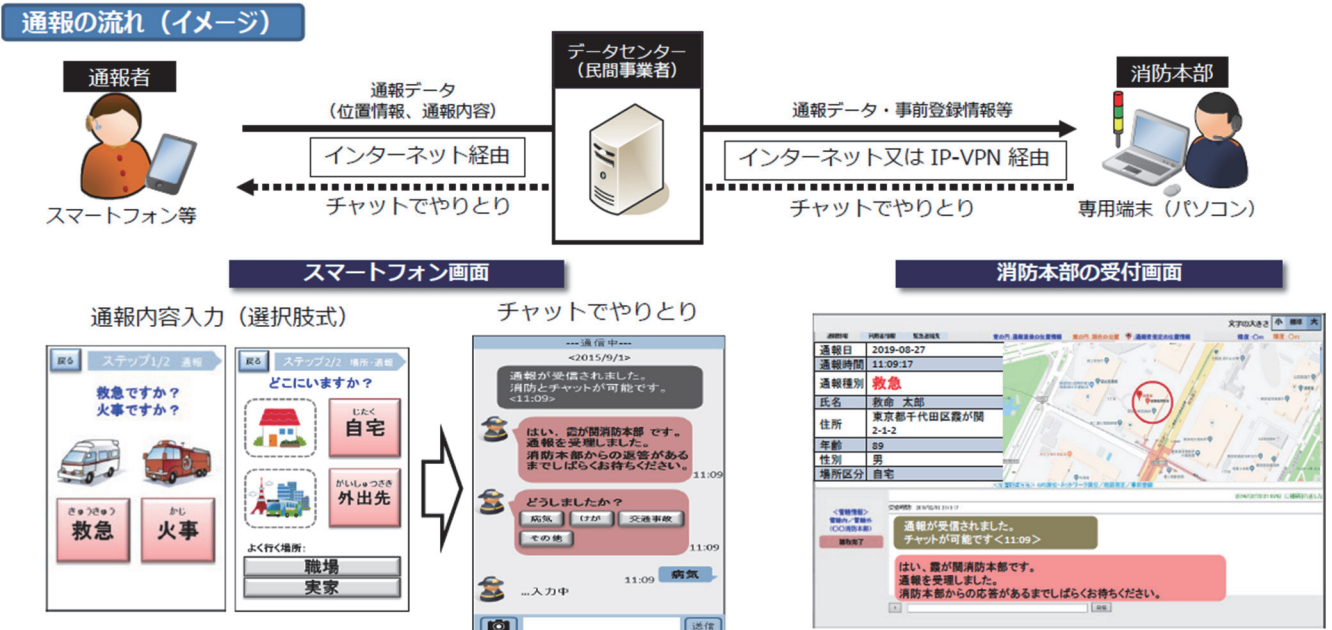 通報の流れ（イメージ）
通報者
スマートフォン等
通報データ
（位置情報、通報内容）
インターネット経由
チャットでやりとり
データセンター
（民間事業者）
通報データ・事前登録情報等
インターネット又は IP-VPN 経由
チャットでやりとり
消防本部
専用端末（パソコン）
スマートフォン画面
通報内容入力（選択肢式）
戻る
ステップ1/2 通報
救急ですか？
火事ですか？
きゅうきゅう
救急
かじ
火事
戻る
ステップ2/2 場所・通報
どこにいますか？
じたく
自宅
がいしゅつさき
外出先
よく行く場所:
職場
実家
チャットでやりとり
---通信中---
<2015/9/1>
通報が受信されました。
消防とチャットが可能です。
<11:09>
はい、霞が関消防本部 です。
通報を受理しました。
消防本部からの返答がある
までしばらくお待ちください。
11:09
どうしましたか？
病気 けが 交通事故
その他
11:09
11:09 病気
...入力中
送信
消防本部の受付画面
文字の大きさ 小 標準 大
通報日 2019-08-27
通報時間 11:09:17
通報種別 救急
氏名 救命 太郎
住所 東京都千代田区霞が関
2-1-2
年齢 89
性別 男
場所区分 自宅
通報が受信されました。
チャットが可能です<11:09>
はい、霞が関消防本部です。
通報を受理しました。
消防本部からの応答があるまでしばらくお待ちください。